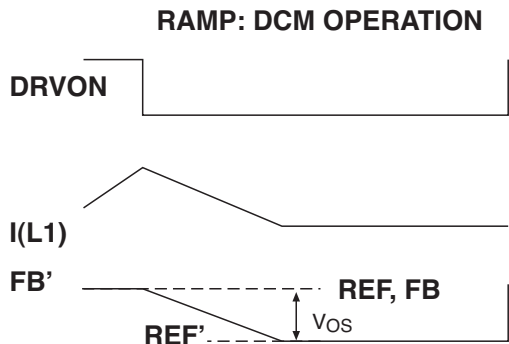 RAMP: DCM OPERATION
DRVON
I(L1)
FB’
REF, FB
VOS
REF’